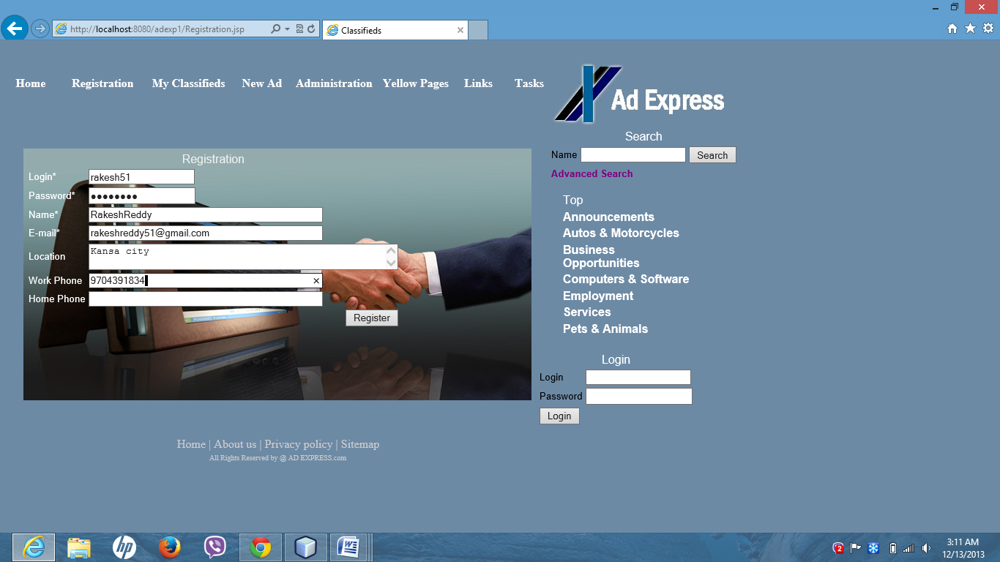 http://localhost:8080/adexp1/Registration.jsp
Classifieds
Home Registration My Classifieds New Ad Administration Yellow Pages Links Tasks
Ad Express
Search
Name Search
Advanced Search
Registration
Login* rakesh51
Password* ●●●●●●●●
Name* RakeshReddy
E-mail* rakeshreddy51@gmail.com
Location Kansa city
Work Phone 9704391834
Home Phone
Register
Top
Announcements
Autos & Motorcycles
Business
Opportunities
Computers & Software
Employment
Services
Pets & Animals
Login
Login
Password
Login
Home | About us | Privacy policy | Sitemap
All Rights Reserved by @ AD EXPRESS.com
hp
W
2
3:11 AM
12/13/2013